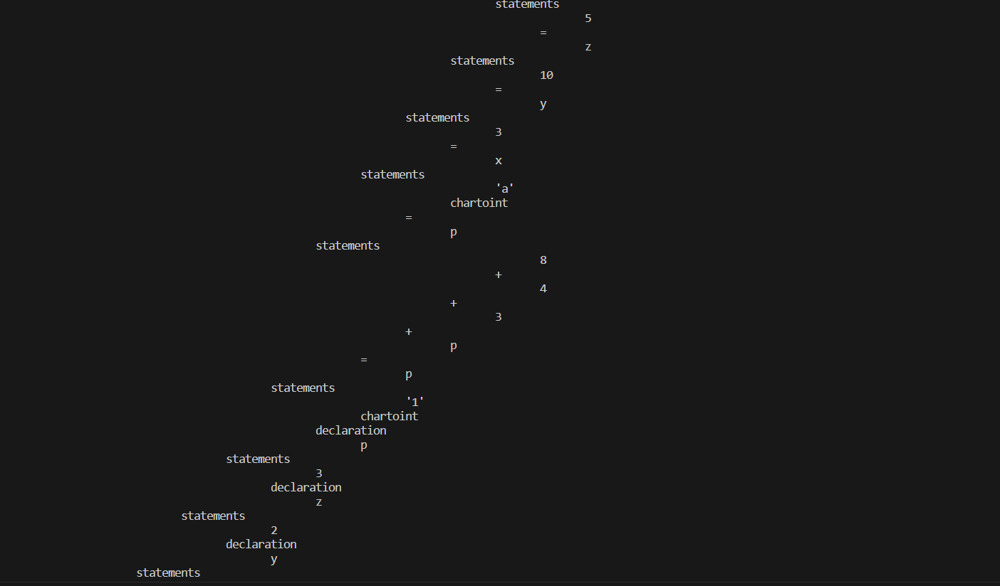 statements
5
=
z
statements
10
=
y
statements
3
=
x
statements
'a'
chartoint
=
p
statements
8
+
4
+
3
+
p
=
p
statements
'1'
chartoint
declaration
p
statements
3
declaration
z
statements
2
declaration
y
statements